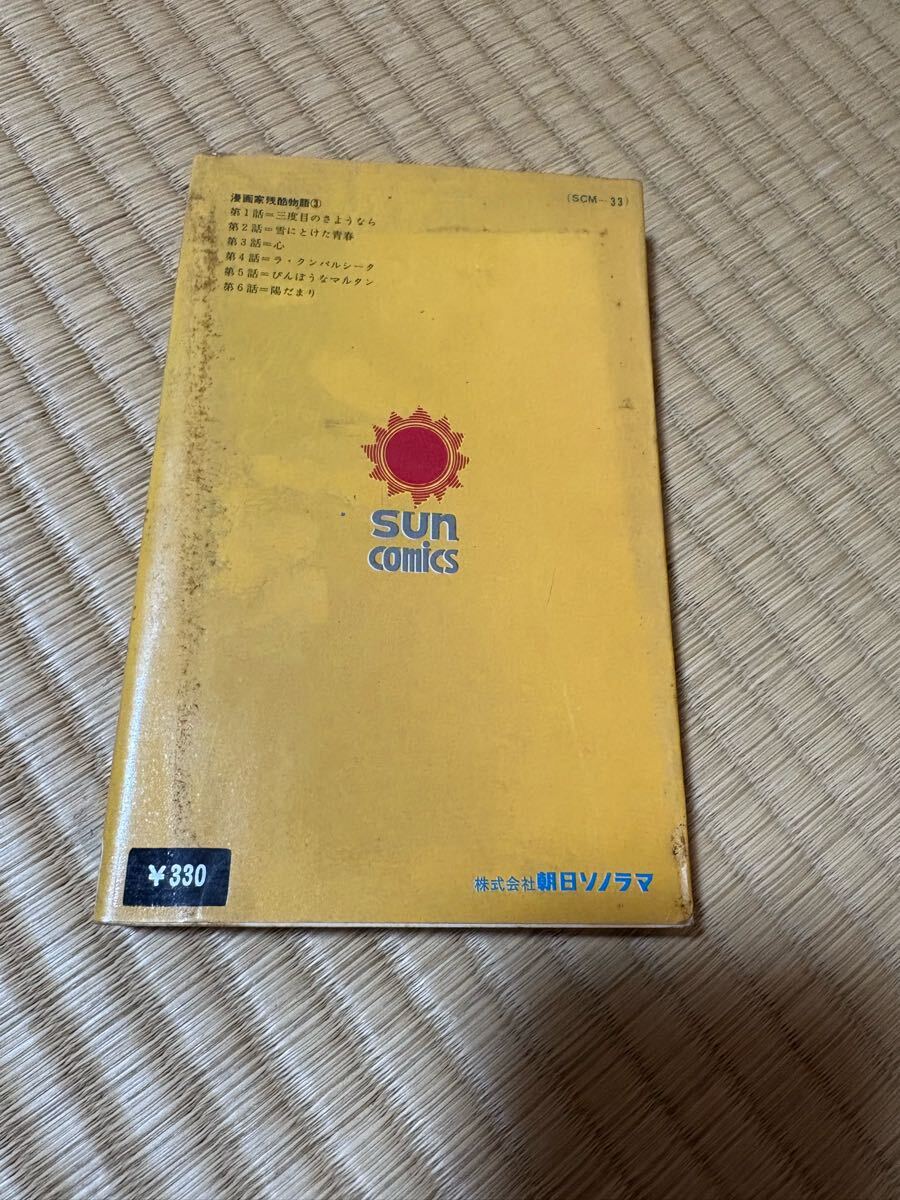 漫画家残酷物語③
(SCM-33)
第1話=三度目のさようなら
第2話=雪にとけた青春
第3話=心
第4話=ラ・クンバルシータ
第5話=びんぼうなマルタン
第6話=陽だまり
sun
comics
¥330
株式会社朝日ソノラマ